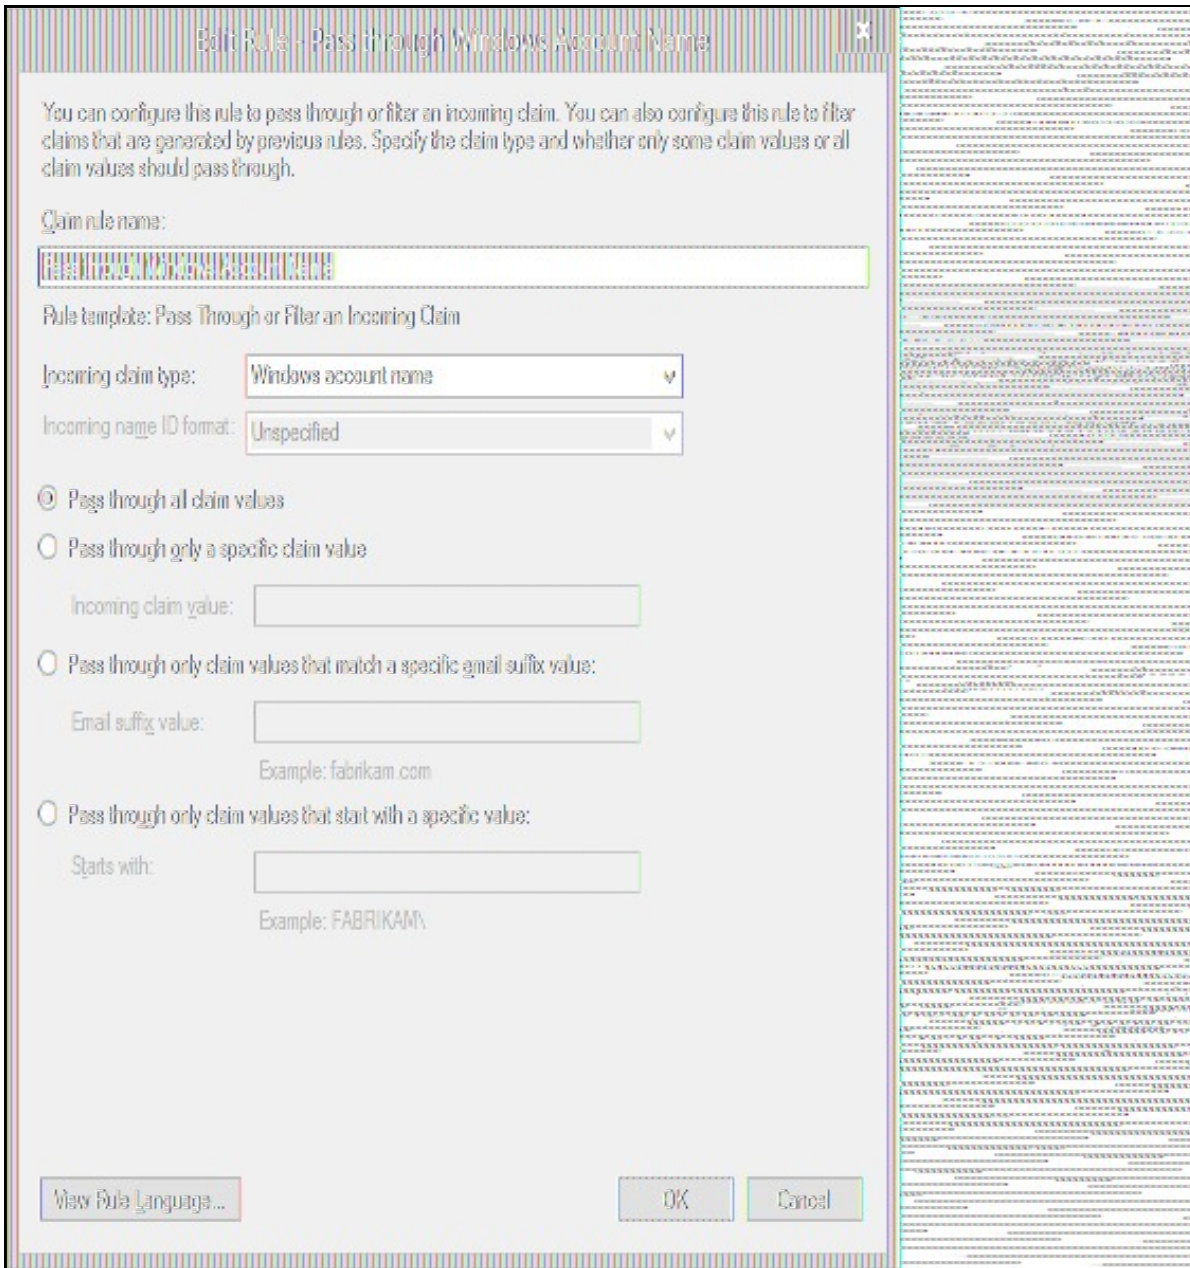 Edit Rule - Pass through Windows Account Name
x
You can configure this rule to pass through or filter an incoming claim. You can also configure this rule to filter
claims that are generated by previous rules. Specify the claim type and whether only some claim values or all
claim values should pass through.
Claim rule name:
Pass through Windows Account Name
Rule template: Pass Through or Filter an Incoming Claim
Incoming claim type: Windows account name
Incoming name ID format: Unspecified
Pass through all claim values
Pass through only a specific claim value
Incoming claim value:
Pass through only claim values that match a specific email suffix value:
Email suffix value:
Example: fabrikam.com
Pass through only claim values that start with a specific value:
Starts with:
Example: FABRIKAM\
View Rule Language... OK Cancel